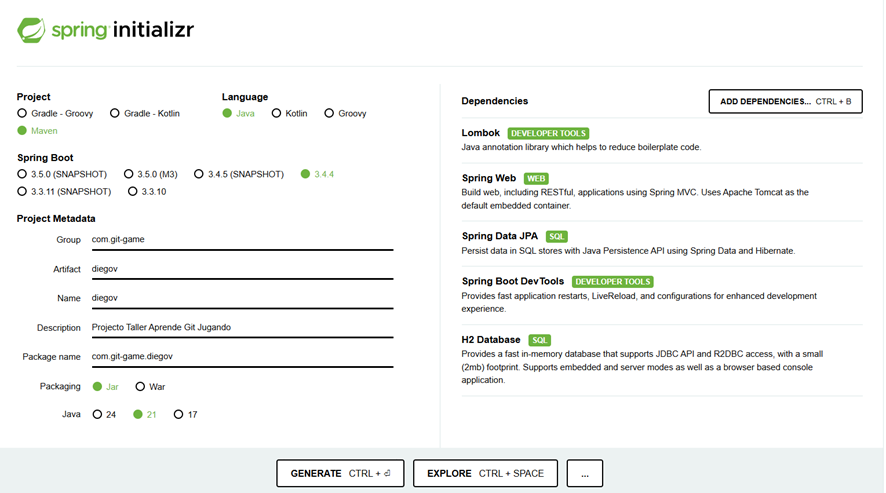 spring initializr
Project
Gradle - Groovy Gradle - Kotlin
Maven
Language
Java Kotlin Groovy
Spring Boot
3.5.0 (SNAPSHOT) 3.5.0 (M3) 3.4.5 (SNAPSHOT) 3.4.4
3.3.11 (SNAPSHOT) 3.3.10
Project Metadata
Group com.git-game
Artifact diegov
Name diegov
Description Projecto Taller Aprende Git Jugando
Package name com.git-game.diegov
Packaging Jar War
Java 24 21 17
Dependencies
ADD DEPENDENCIES... CTRL + B
Lombok DEVELOPER TOOLS
Java annotation library which helps to reduce boilerplate code.
Spring Web WEB
Build web, including RESTful, applications using Spring MVC. Uses Apache Tomcat as the
default embedded container.
Spring Data JPA SQL
Persist data in SQL stores with Java Persistence API using Spring Data and Hibernate.
Spring Boot DevTools DEVELOPER TOOLS
Provides fast application restarts, LiveReload, and configurations for enhanced development
experience.
H2 Database SQL
Provides a fast in-memory database that supports JDBC API and R2DBC access, with a small
(2mb) footprint. Supports embedded and server modes as well as a browser based console
application.
GENERATE CTRL + ⏎ EXPLORE CTRL + SPACE ...